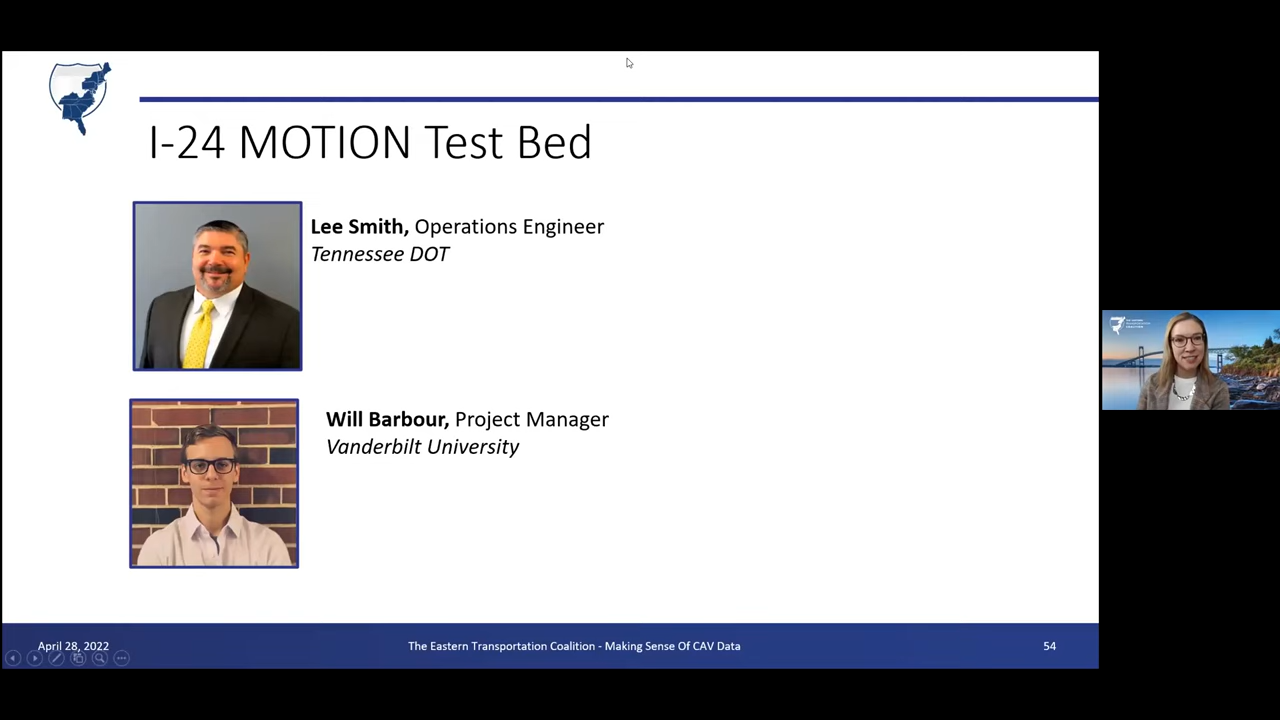 I-24 MOTION Test Bed
Lee Smith, Operations Engineer
Tennessee DOT
Will Barbour, Project Manager
Vanderbilt University
April 28, 2022
The Eastern Transportation Coalition - Making Sense Of CAV Data
54